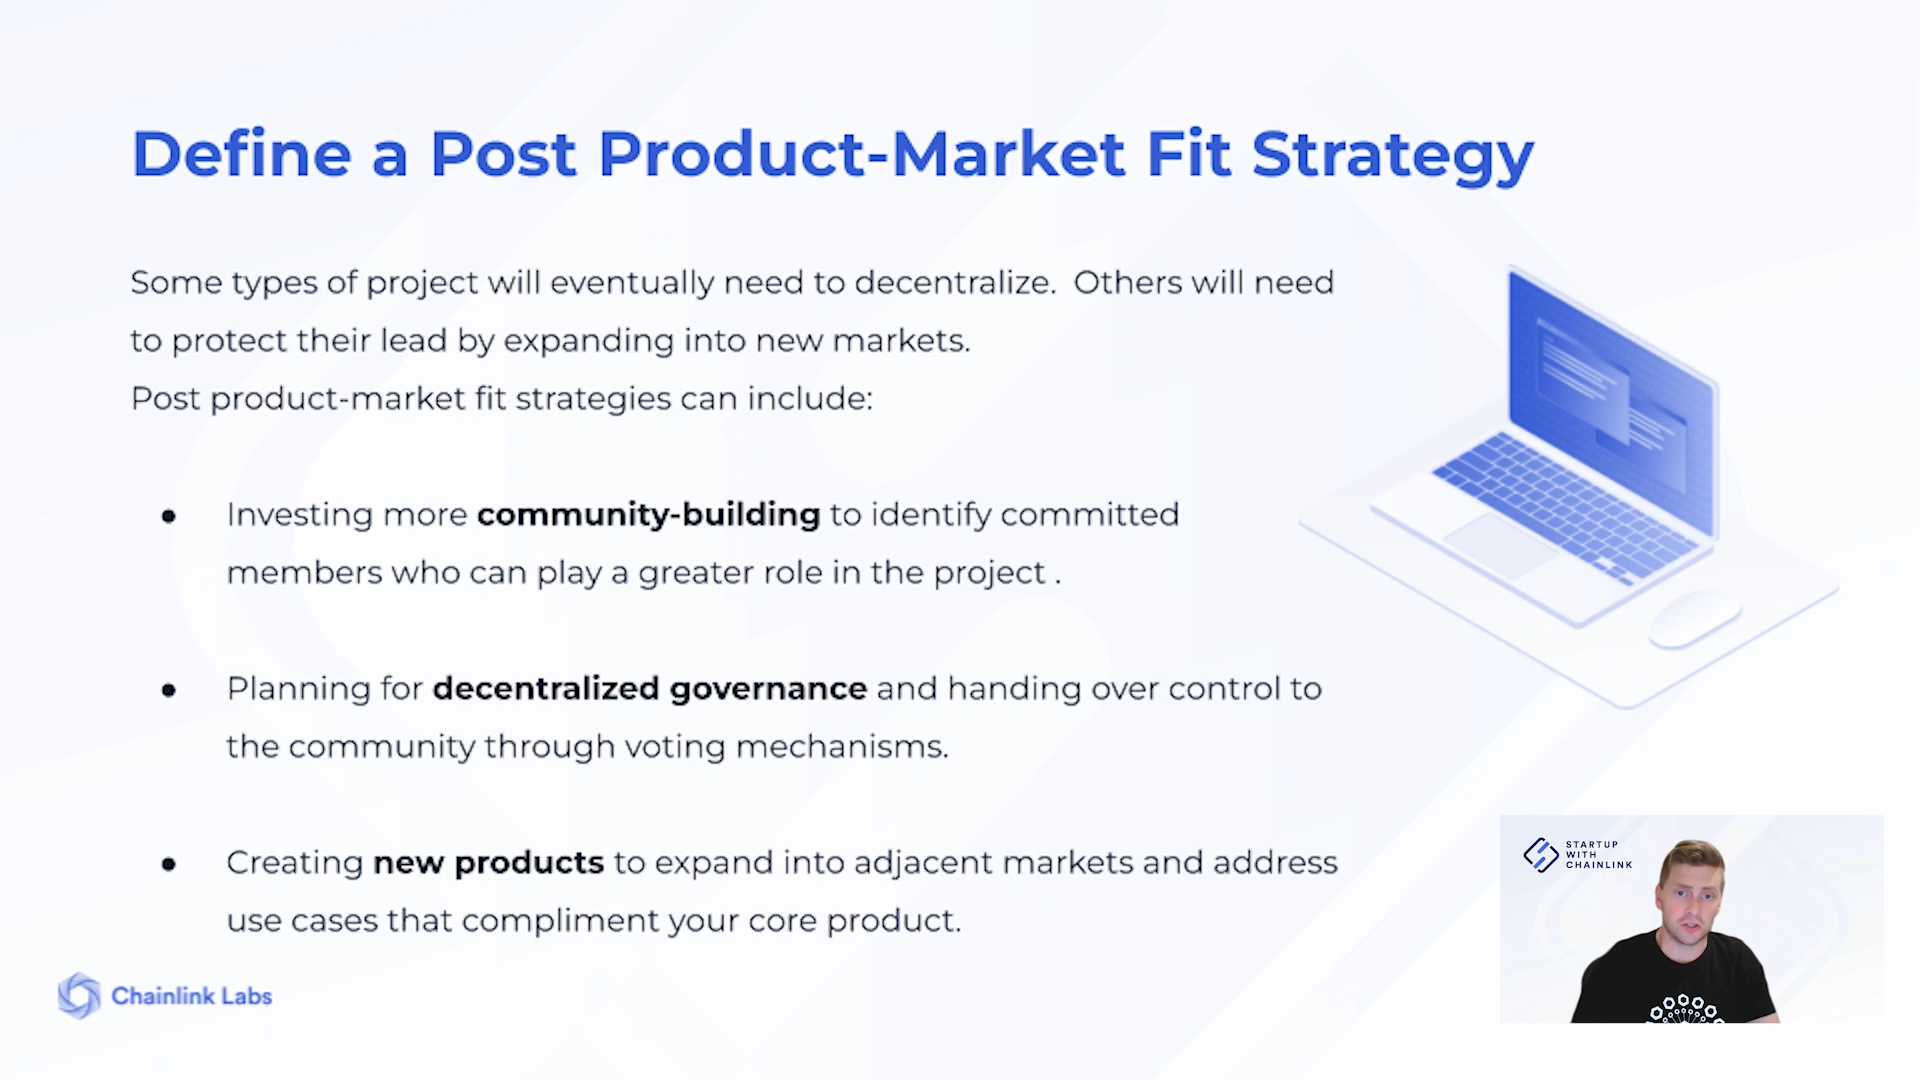 Define a Post Product-Market Fit Strategy
Some types of project will eventually need to decentralize.  Others will need
to protect their lead by expanding into new markets.
Post product-market fit strategies can include:
● Investing more community-building to identify committed
members who can play a greater role in the project .
● Planning for decentralized governance and handing over control to
the community through voting mechanisms.
● Creating new products to expand into adjacent markets and address
use cases that compliment your core product.
Chainlink Labs
STARTUP
WITH
CHAINLINK